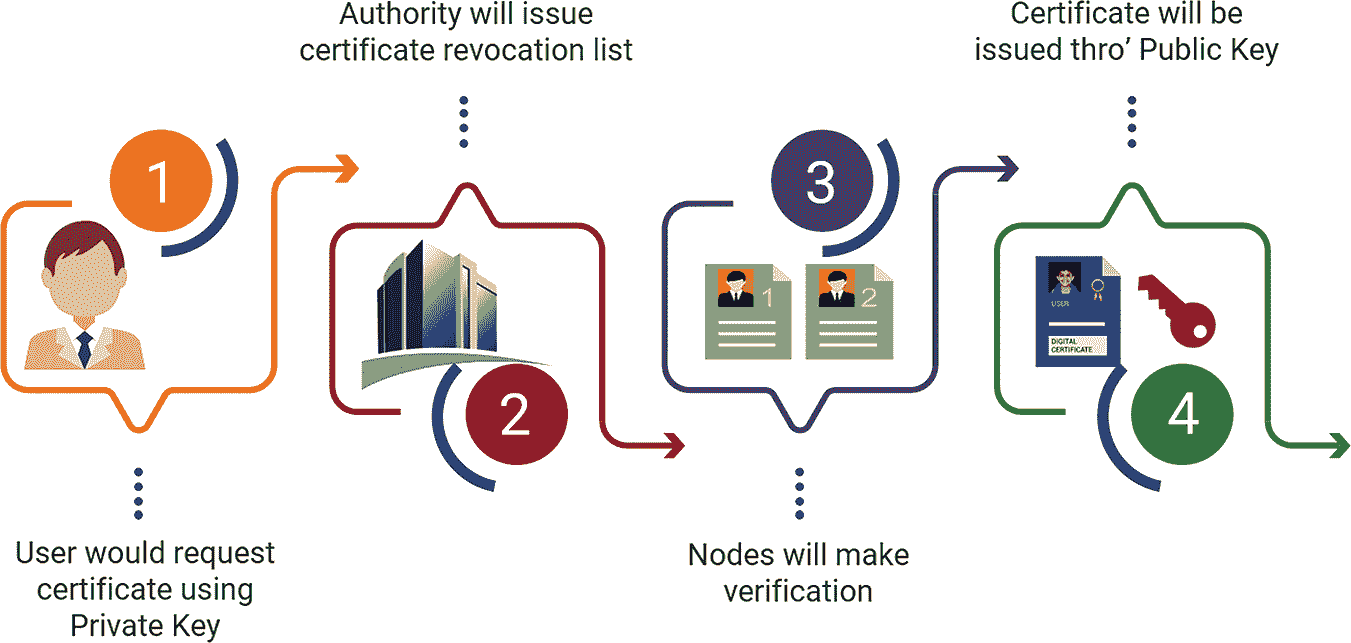 1
User would request
certificate using
Private Key
Authority will issue
certificate revocation list
2
3
1
2
Nodes will make
verification
Certificate will be
issued thro’ Public Key
USER
DIGITAL
CERTIFICATE
4